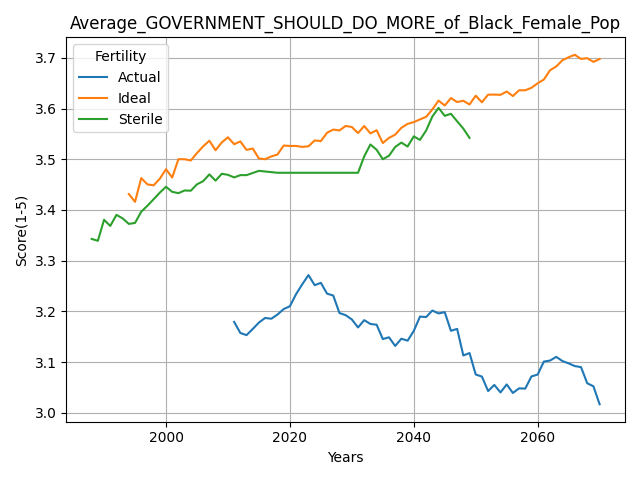 Average_GOVERNMENT_SHOULD_DO_MORE_of_Black_Female_Pop
Fertility
Actual
Ideal
Sterile
3.7
3.6
3.5
3.4
3.3
3.2
3.1
3.0
Score(1-5)
2000 2020 2040 2060
Years